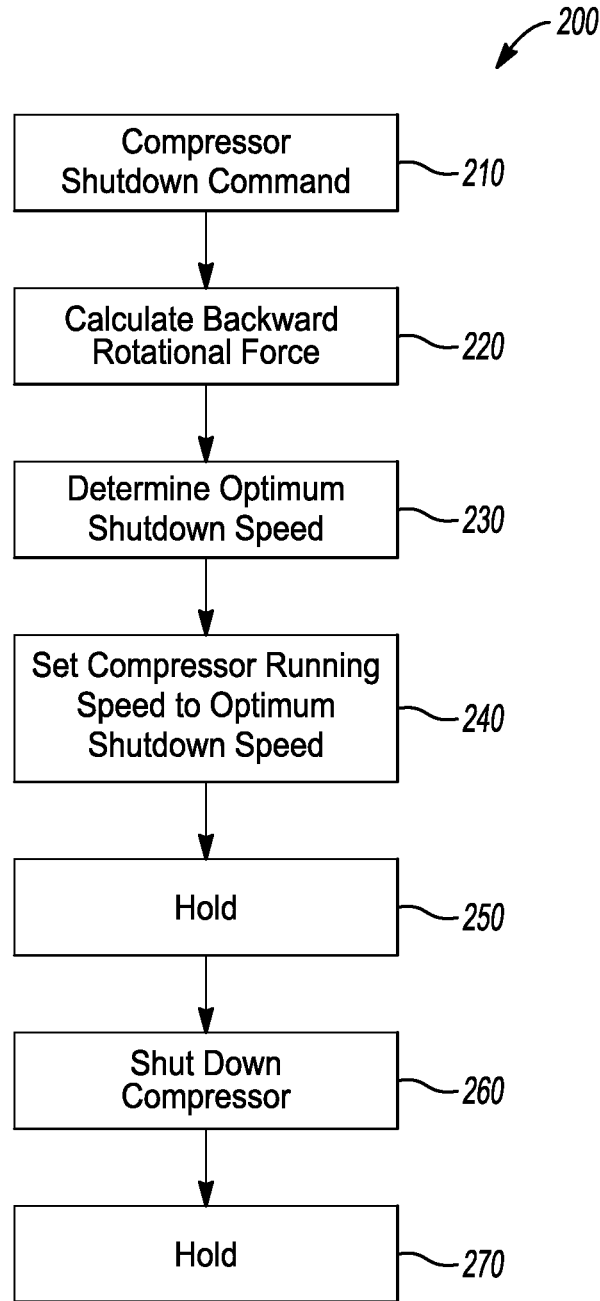 200
Compressor
Shutdown Command
210
Calculate Backward
Rotational Force
220
Determine Optimum
Shutdown Speed
230
Set Compressor Running
Speed to Optimum
Shutdown Speed
240
Hold
250
Shut Down
Compressor
260
Hold
270